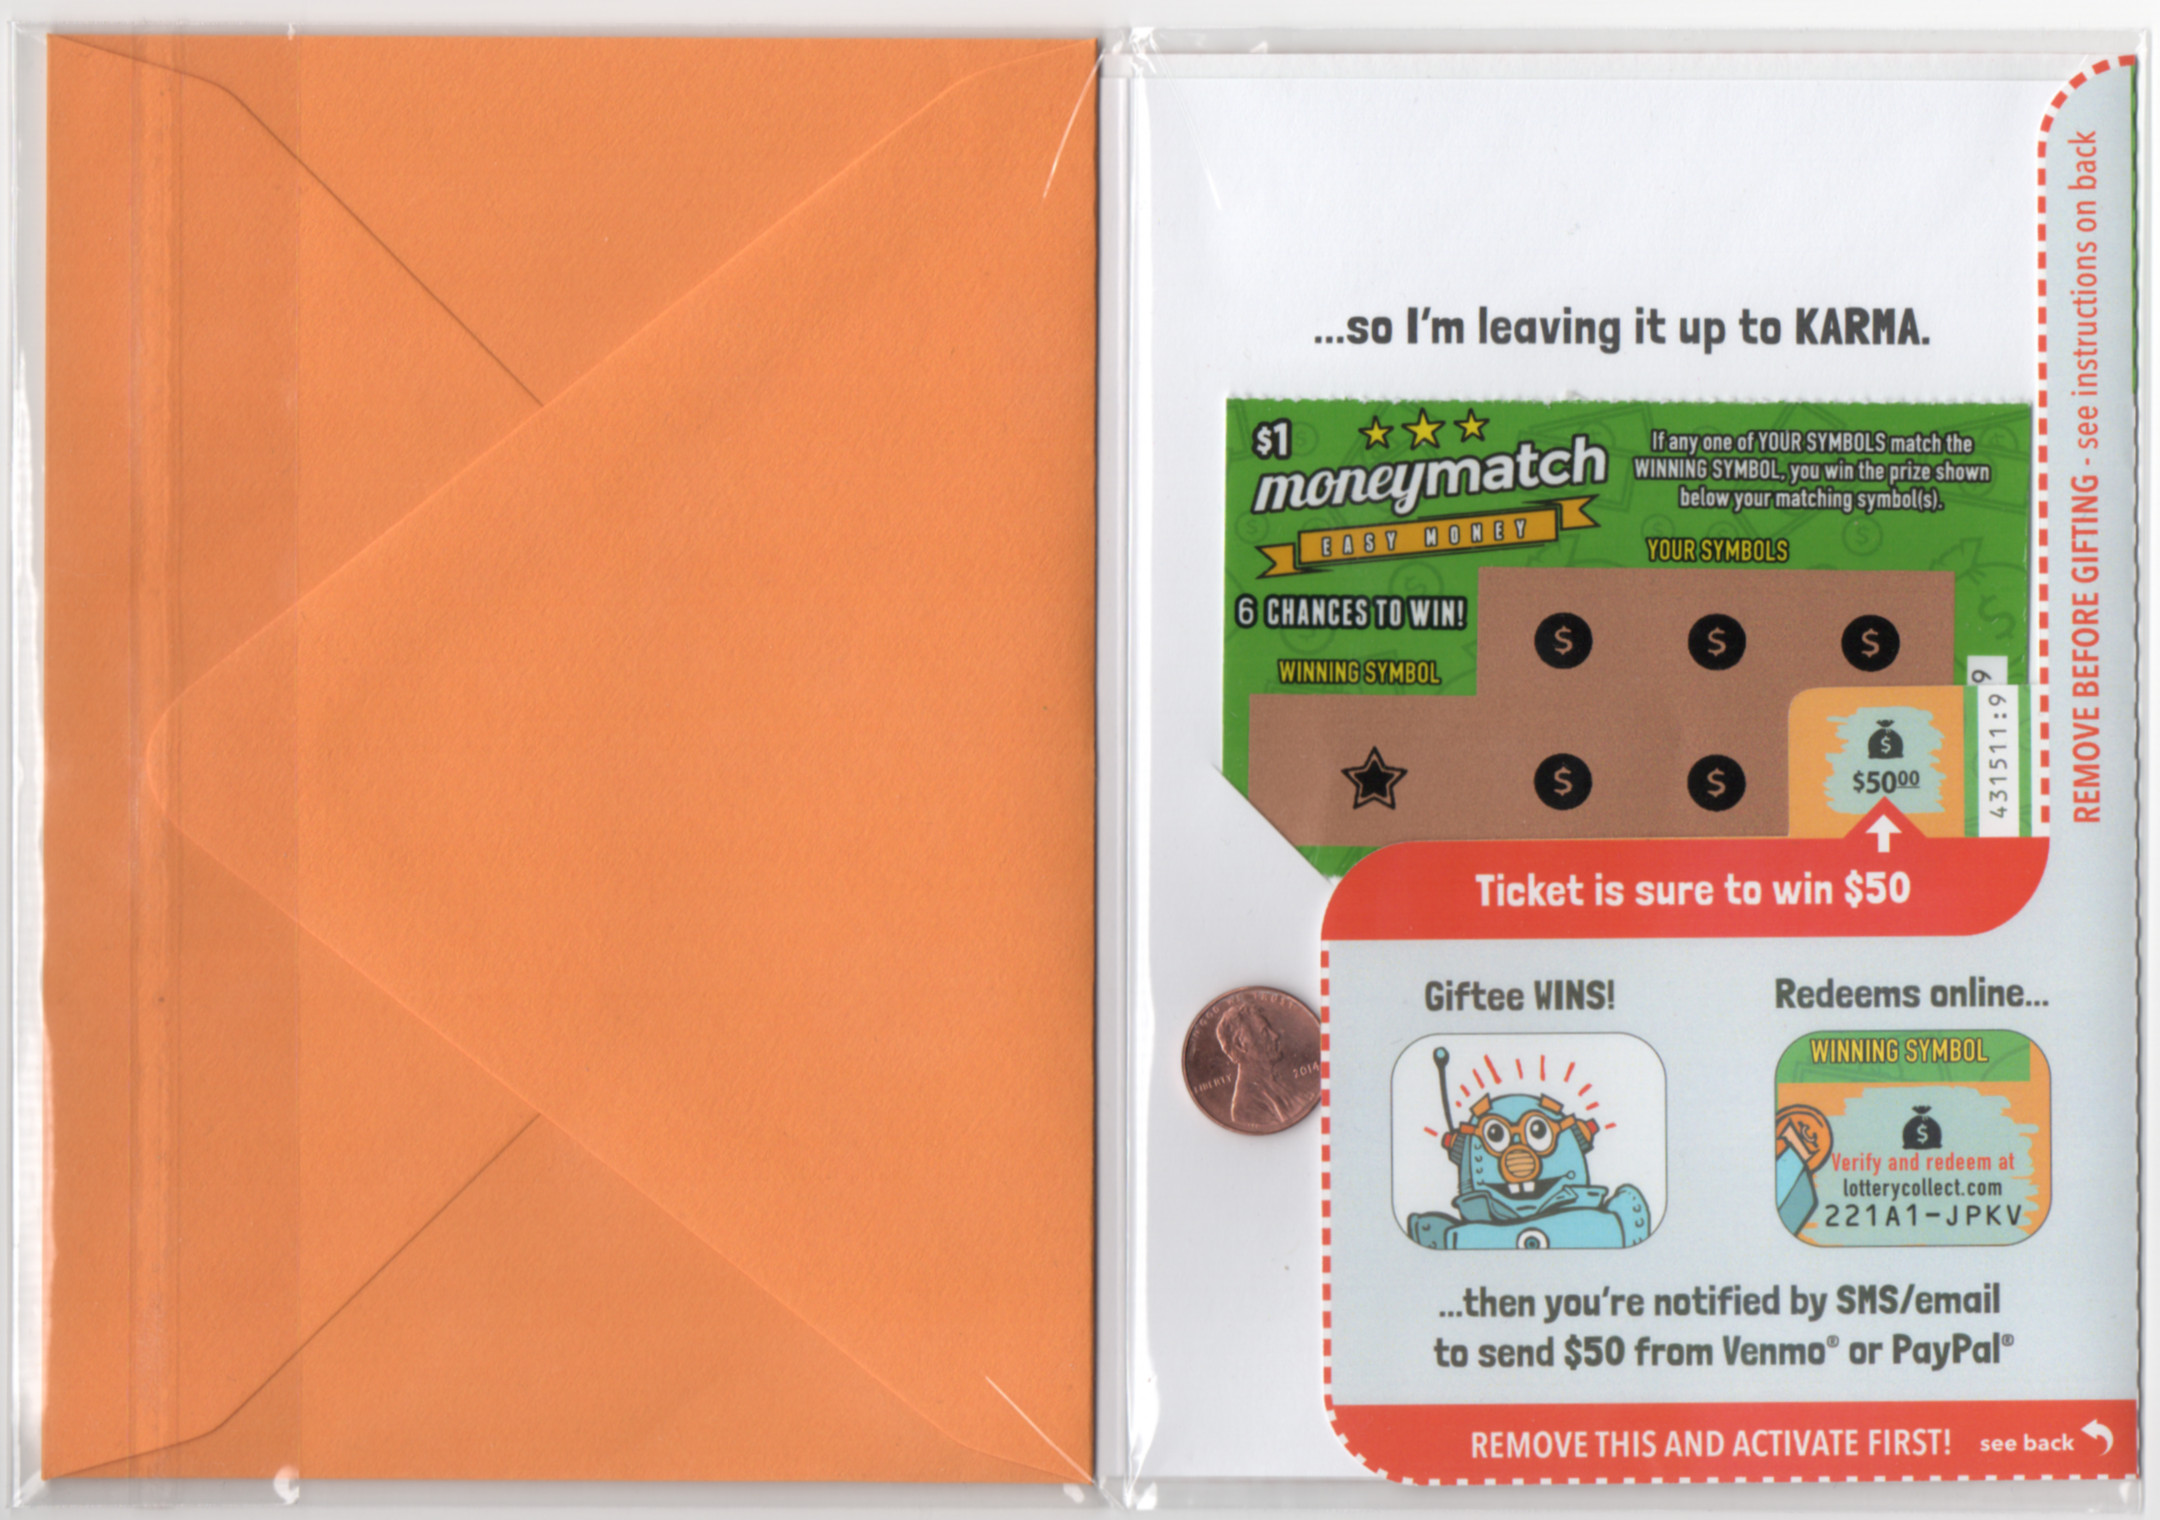 ...so I'm leaving it up to KARMA.
$1
moneymatch
EASY MONEY
If any one of YOUR SYMBOLS match the
WINNING SYMBOL, you win the prize shown
below your matching symbol(s).
YOUR SYMBOLS
6 CHANCES TO WIN!
WINNING SYMBOL
$ $ $
$ $
$
$50⁰⁰
9
431511:9
Ticket is sure to win $50
Giftee WINS!
Redeems online...
LIBERTY
2014
WINNING SYMBOL
$
Verify and redeem at
lotterycollect.com
221A1-JPKV
...then you're notified by SMS/email
to send $50 from Venmo® or PayPal®
REMOVE THIS AND ACTIVATE FIRST! see back
REMOVE BEFORE GIFTING - see instructions on back